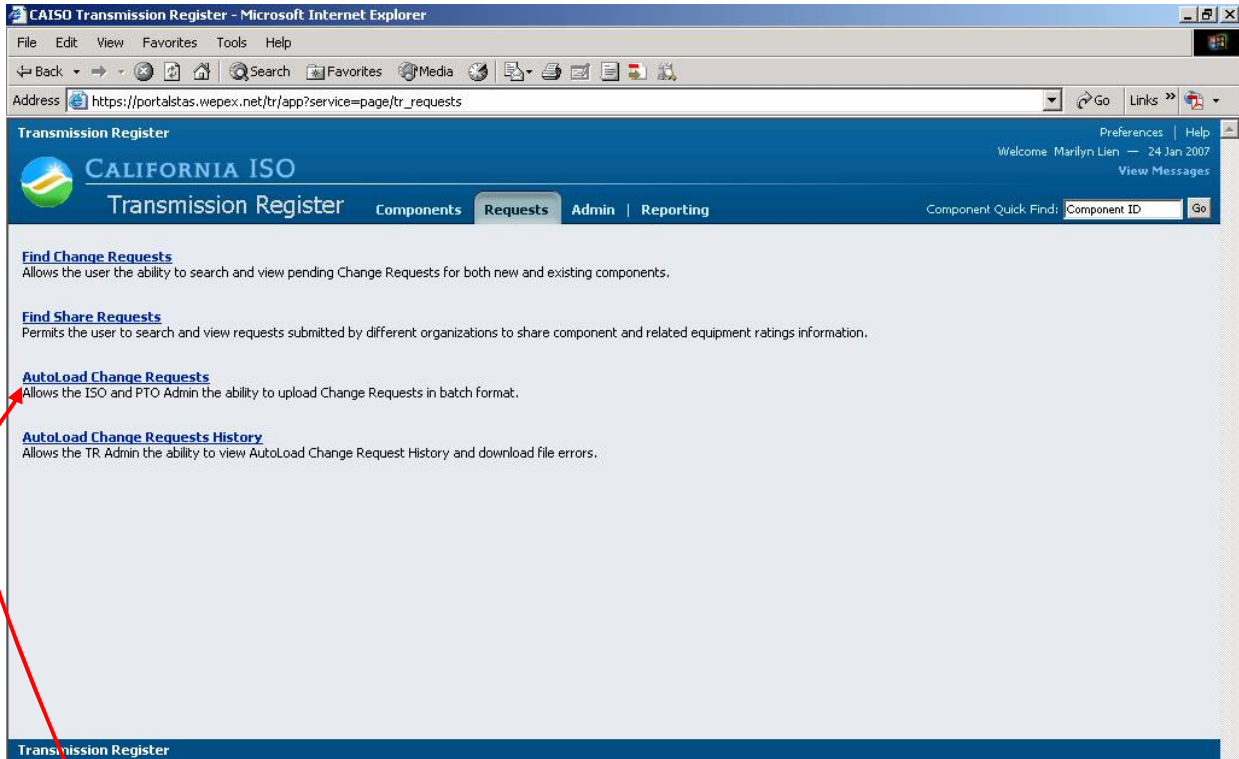 CAISO Transmission Register - Microsoft Internet Explorer
File Edit View Favorites Tools Help
Back Search Favorites Media
Address https://portalstas.wepex.net/tr/app?service=page/tr_requests Go Links »
Transmission Register Preferences | Help
Welcome Marilyn Lien — 24 Jan 2007
CALIFORNIA ISO View Messages
Transmission Register Components Requests Admin | Reporting Component Quick Find: Component ID Go
Find Change Requests
Allows the user the ability to search and view pending Change Requests for both new and existing components.
Find Share Requests
Permits the user to search and view requests submitted by different organizations to share component and related equipment ratings information.
AutoLoad Change Requests
Allows the ISO and PTO Admin the ability to upload Change Requests in batch format.
AutoLoad Change Requests History
Allows the TR Admin the ability to view AutoLoad Change Request History and download file errors.
Transmission Register